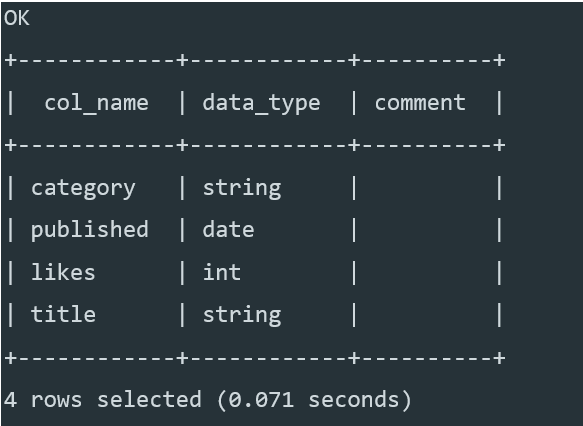 OK
+------------+------------+----------+
|  col_name  | data_type  | comment  |
+------------+------------+----------+
| category   | string     |          |
| published  | date       |          |
| likes      | int        |          |
| title      | string     |          |
+------------+------------+----------+
4 rows selected (0.071 seconds)